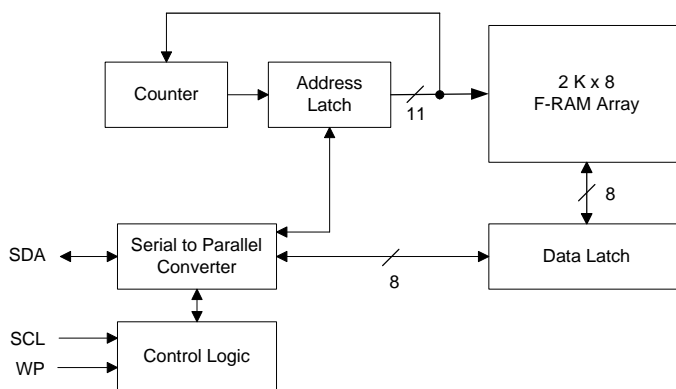 Counter
Address
Latch
11
2 K x 8
F-RAM Array
8
SDA
Serial to Parallel
Converter
8
Data Latch
SCL
WP
Control Logic